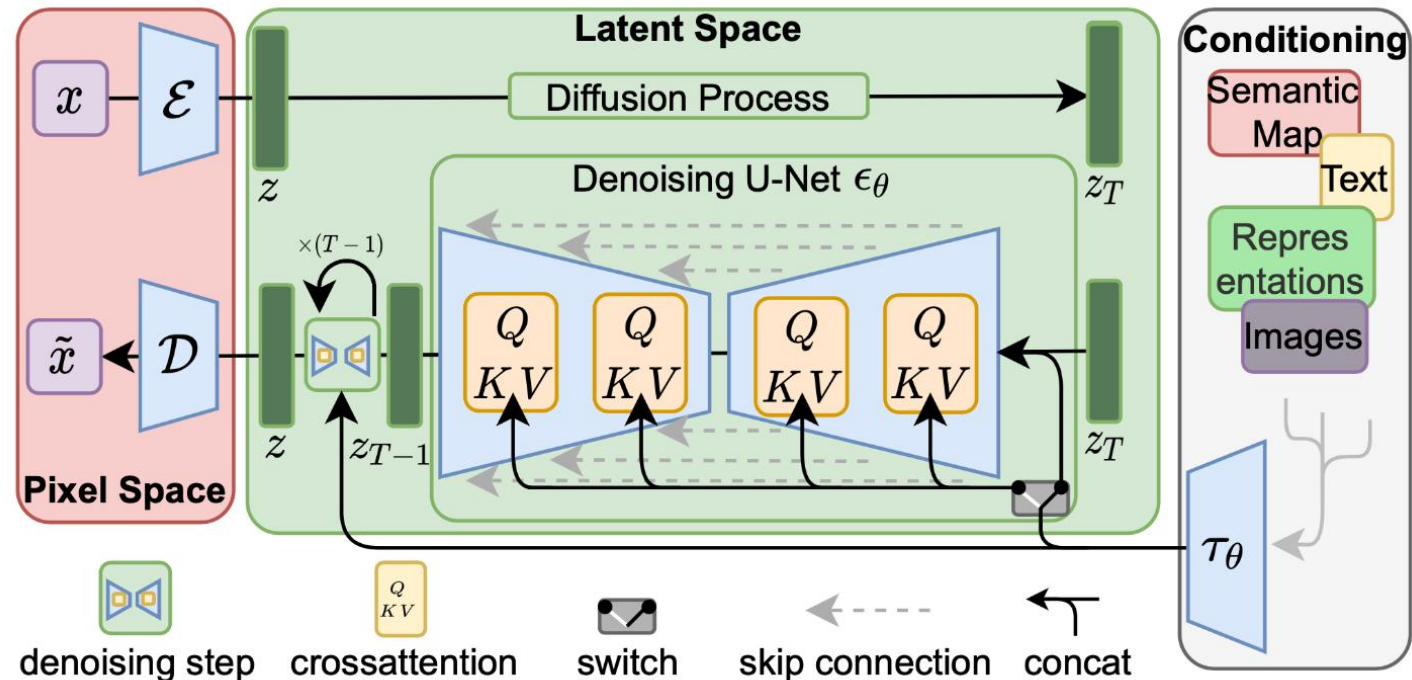 Latent Space
Conditioning
x
ℰ
Diffusion Process
Semantic
Map
z
z_T
Text
Denoising U-Net ϵ_θ
×(T − 1)
Repres
entations
Images
x̃
𝒟
Q
K V
Q
K V
Q
K V
Q
K V
z
z_{T−1}
z_T
Pixel Space
τ_θ
Q
K V
denoising step
crossattention
switch
skip connection
concat